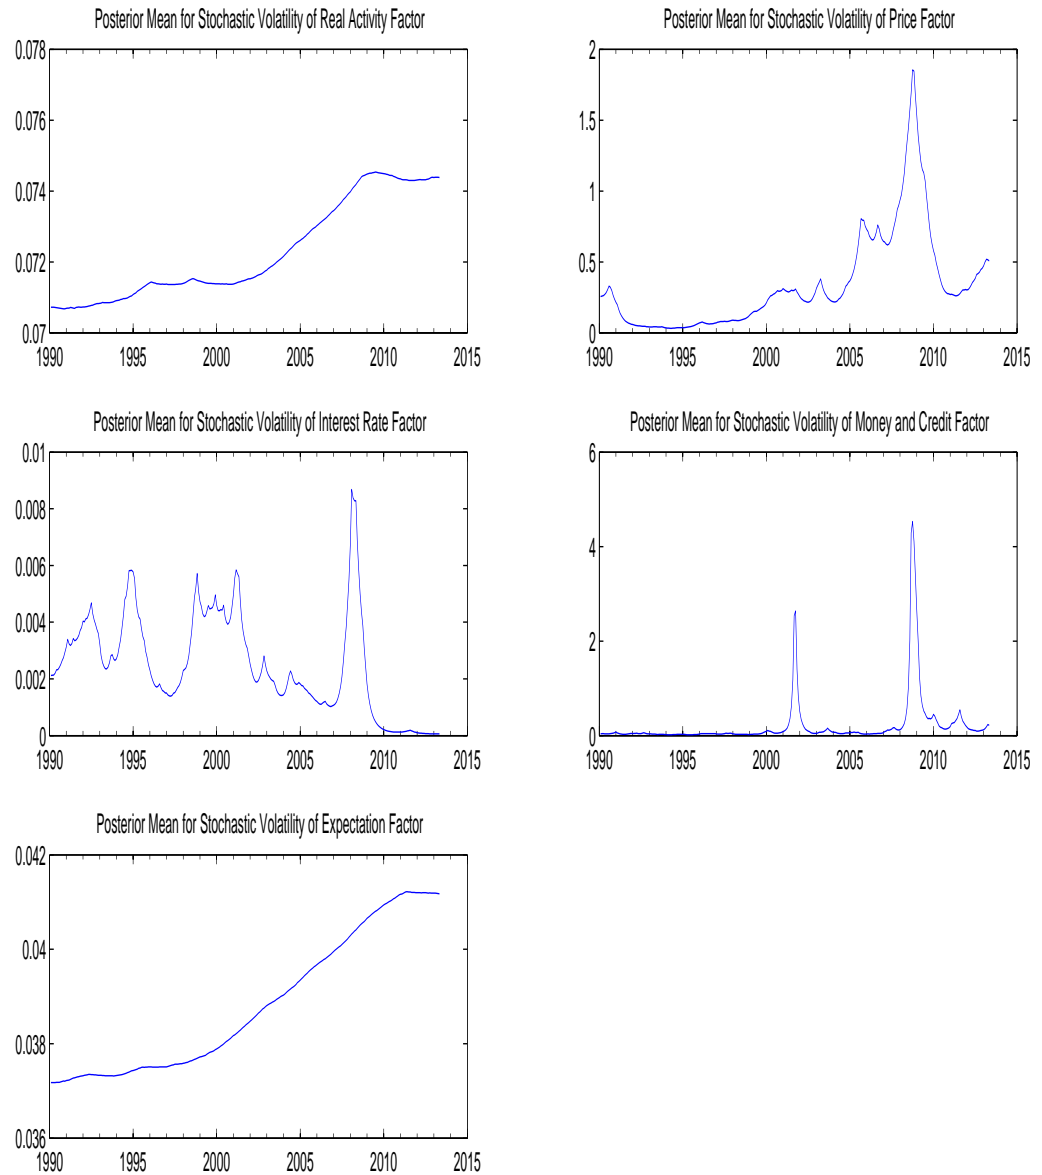 Posterior Mean for Stochastic Volatility of Real Activity Factor
0.078
0.076
0.074
0.072
0.07
1990 1995 2000 2005 2010 2015
Posterior Mean for Stochastic Volatility of Price Factor
2
1.5
1
0.5
0
1990 1995 2000 2005 2010 2015
Posterior Mean for Stochastic Volatility of Interest Rate Factor
0.01
0.008
0.006
0.004
0.002
0
1990 1995 2000 2005 2010 2015
Posterior Mean for Stochastic Volatility of Money and Credit Factor
6
4
2
0
1990 1995 2000 2005 2010 2015
Posterior Mean for Stochastic Volatility of Expectation Factor
0.042
0.04
0.038
0.036
1990 1995 2000 2005 2010 2015